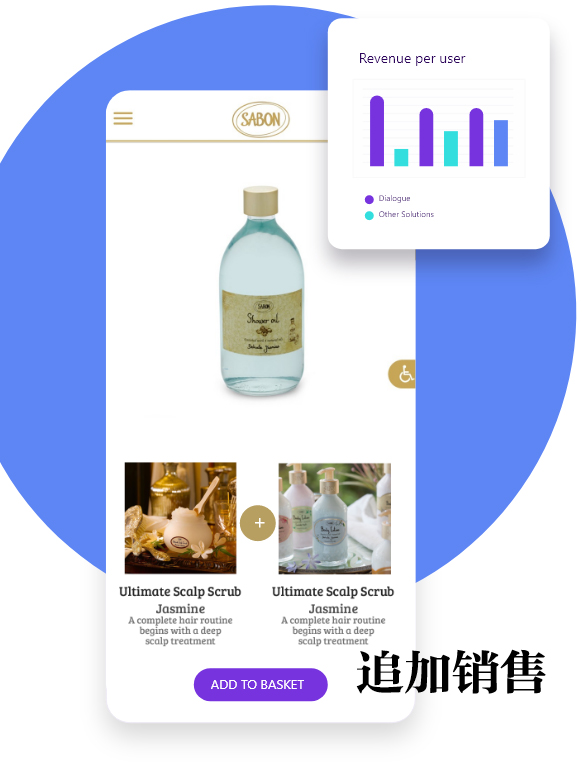 Revenue per user
Dialogue
Other Solutions
SABON
SABON
Shower oil
Ultimate Scalp Scrub
Jasmine
A complete hair routine
begins with a deep
scalp treatment
Ultimate Scalp Scrub
Jasmine
A complete hair routine
begins with a deep
scalp treatment
ADD TO BASKET
追加销售